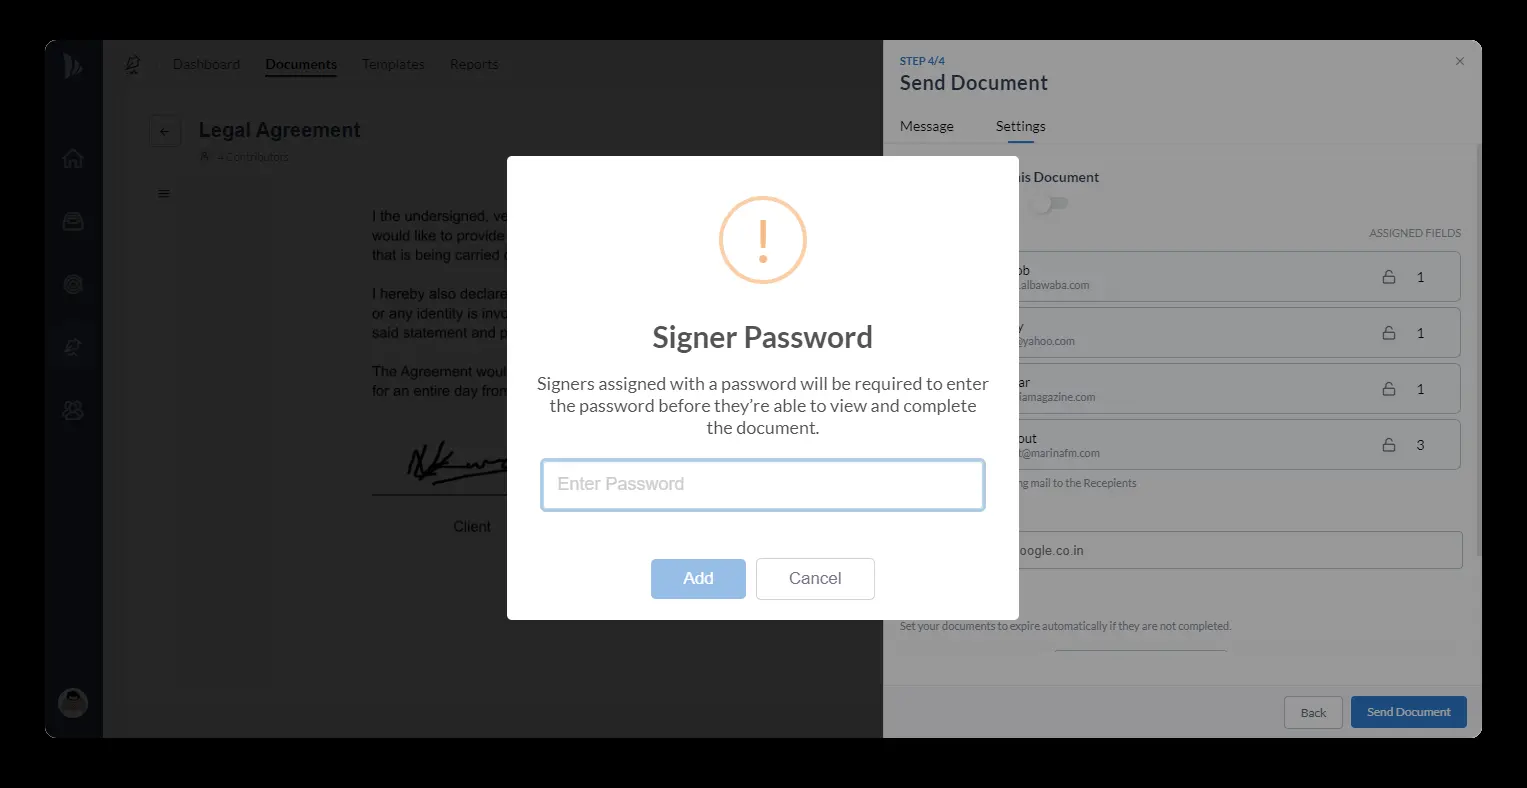 Dashboard
Documents
Templates
Reports
Legal Agreement
4 Contributors
I the undersigned, ve
would like to provide
that is being carried
I hereby also declare
or any identity is invo
said statement and p
The Agreement wou
for an entire day from
Client
STEP 4/4
Send Document
Message
Settings
is Document
ASSIGNED FIELDS
ob
.albawaba.com
1
y
@yahoo.com
1
ar
iamagazine.com
1
out
t@marinafm.com
3
ng mail to the Recepients
oogle.co.in
Set your documents to expire automatically if they are not completed.
Back
Send Document
!
Signer Password
Signers assigned with a password will be required to enter
the password before they’re able to view and complete
the document.
Enter Password
Add
Cancel